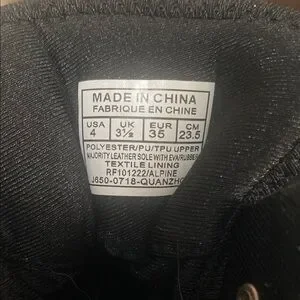 MADE IN CHINA
FABRIQUE EN CHINE
USA UK EUR CM
4 3½ 35 23.5
POLYESTER/PU/TPU UPPER
MAJORITY LEATHER SOLE WITH EVA/RUBBER
TEXTILE LINING
RF101222/ALPINE
J650-0718-QUANZHO